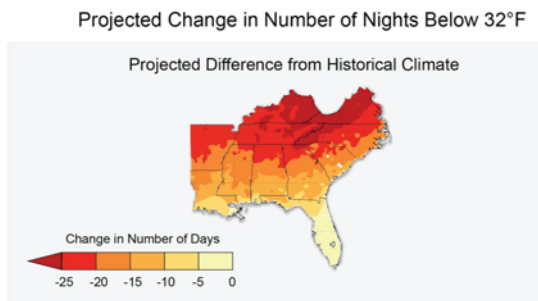 Projected Change in Number of Nights Below 32°F
Projected Difference from Historical Climate
Change in Number of Days
-25 -20 -15 -10 -5 0